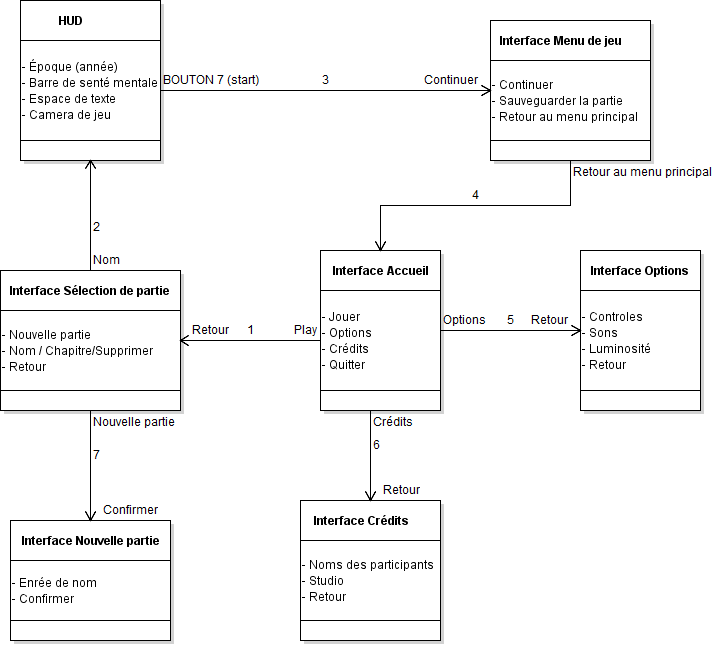 HUD
- Époque (année)
- Barre de senté mentale
- Espace de texte
- Camera de jeu
BOUTON 7 (start)
3
Continuer
Interface Menu de jeu
- Continuer
- Sauveguarder la partie
- Retour au menu principal
Retour au menu principal
4
2
Nom
Interface Sélection de partie
- Nouvelle partie
- Nom / Chapitre/Supprimer
- Retour
Retour
1
Play
Interface Accueil
- Jouer
- Options
- Crédits
- Quitter
Options
5
Retour
Interface Options
- Controles
- Sons
- Luminosité
- Retour
Nouvelle partie
7
Confirmer
Crédits
6
Retour
Interface Nouvelle partie
- Enrée de nom
- Confirmer
Interface Crédits
- Noms des participants
- Studio
- Retour